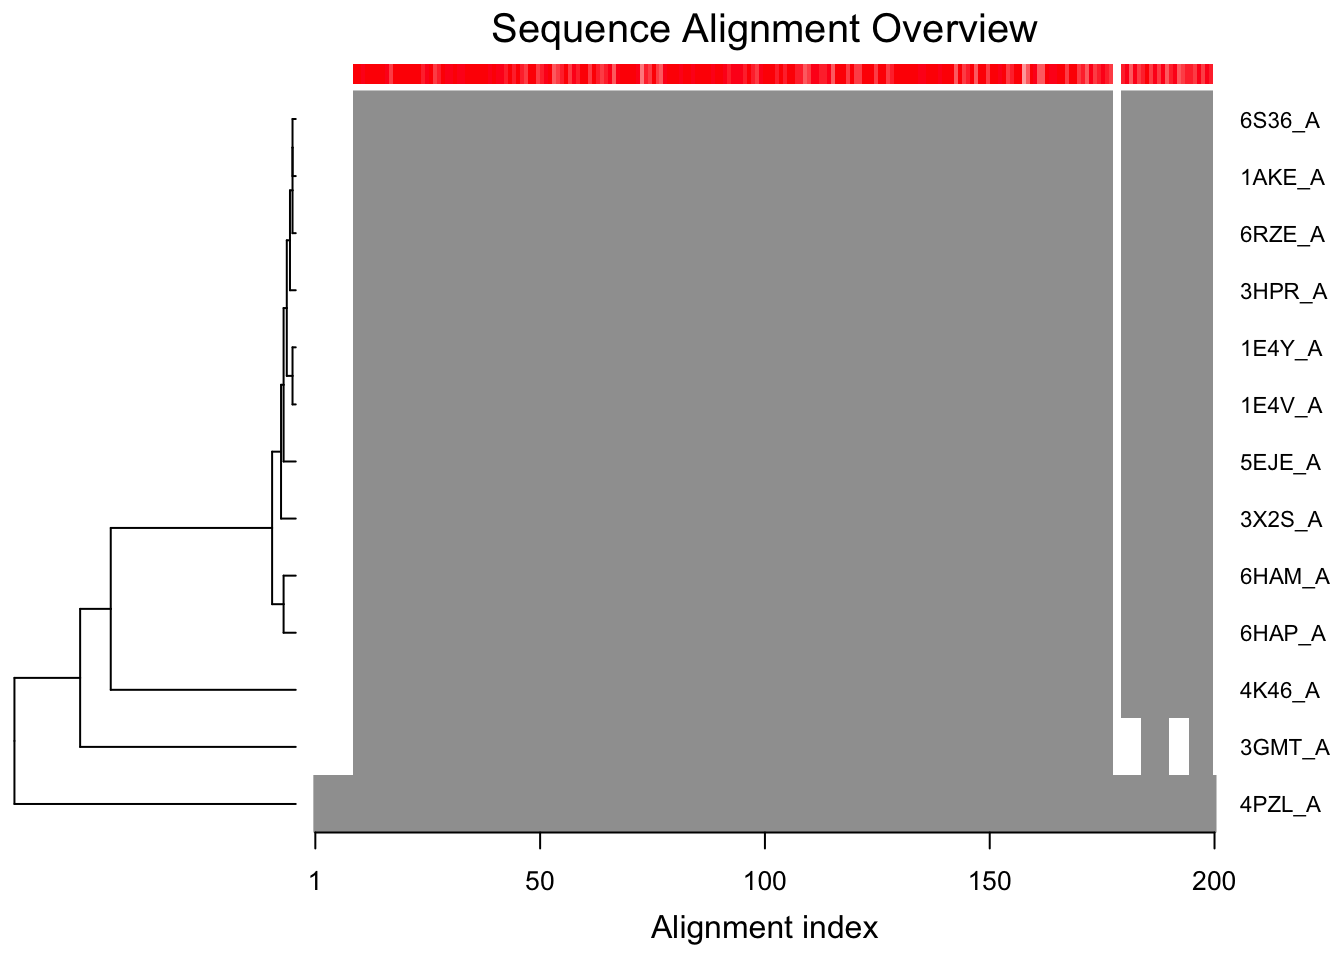 Sequence Alignment Overview
6S36_A
1AKE_A
6RZE_A
3HPR_A
1E4Y_A
1E4V_A
5EJE_A
3X2S_A
6HAM_A
6HAP_A
4K46_A
3GMT_A
4PZL_A
1 50 100 150 200
Alignment index